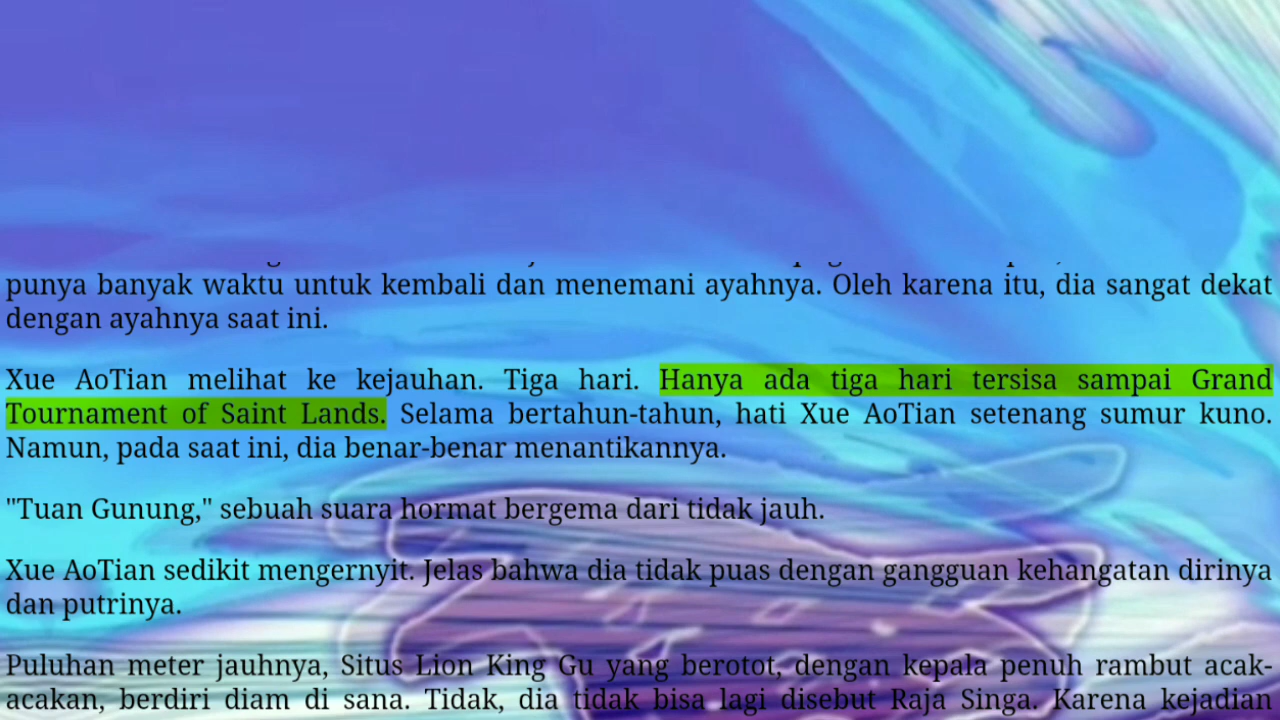 punya banyak waktu untuk kembali dan menemani ayahnya. Oleh karena itu, dia sangat dekat
dengan ayahnya saat ini.
Xue AoTian melihat ke kejauhan. Tiga hari. Hanya ada tiga hari tersisa sampai Grand
Tournament of Saint Lands. Selama bertahun-tahun, hati Xue AoTian setenang sumur kuno.
Namun, pada saat ini, dia benar-benar menantikannya.
"Tuan Gunung," sebuah suara hormat bergema dari tidak jauh.
Xue AoTian sedikit mengernyit. Jelas bahwa dia tidak puas dengan gangguan kehangatan dirinya
dan putrinya.
Puluhan meter jauhnya, Situs Lion King Gu yang berotot, dengan kepala penuh rambut acak-
acakan, berdiri diam di sana. Tidak, dia tidak bisa lagi disebut Raja Singa. Karena kejadian